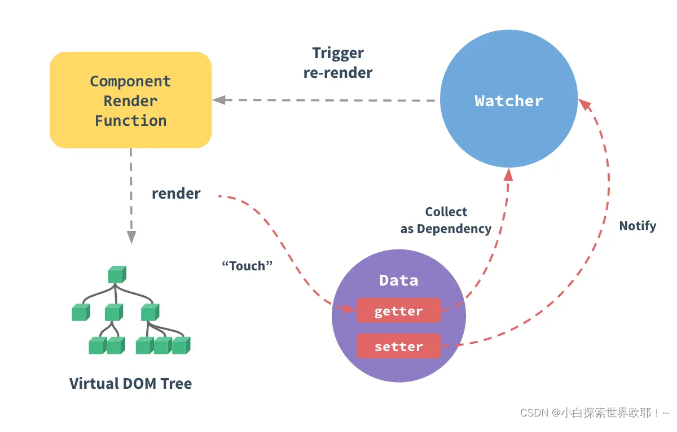 Trigger
re-render
Component
Render
Function
Watcher
render
Collect
as Dependency
Notify
“Touch”
Data
getter
setter
Virtual DOM Tree
CSDN @小白探索世界欧耶！~